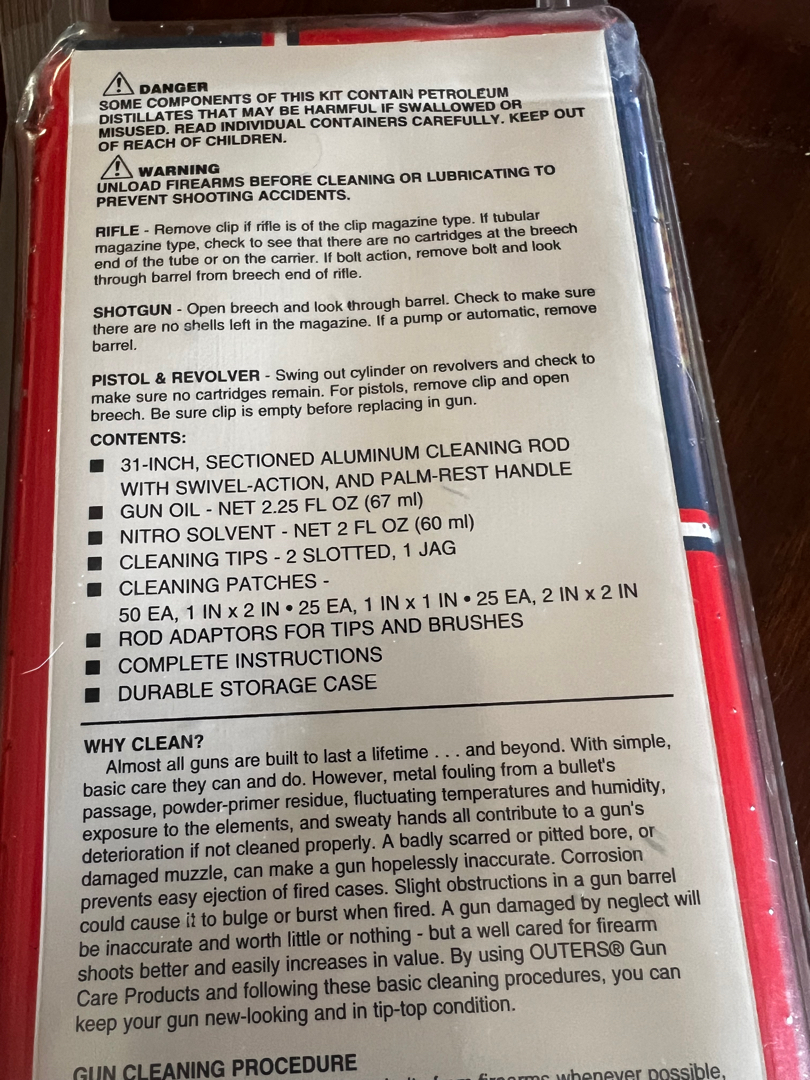 ⚠ DANGER
SOME COMPONENTS OF THIS KIT CONTAIN PETROLEUM
DISTILLATES THAT MAY BE HARMFUL IF SWALLOWED OR
MISUSED. READ INDIVIDUAL CONTAINERS CAREFULLY. KEEP OUT
OF REACH OF CHILDREN.
⚠ WARNING
UNLOAD FIREARMS BEFORE CLEANING OR LUBRICATING TO
PREVENT SHOOTING ACCIDENTS.
RIFLE - Remove clip if rifle is of the clip magazine type. If tubular
magazine type, check to see that there are no cartridges at the breech
end of the tube or on the carrier. If bolt action, remove bolt and look
through barrel from breech end of rifle.
SHOTGUN - Open breech and look through barrel. Check to make sure
there are no shells left in the magazine. If a pump or automatic, remove
barrel.
PISTOL & REVOLVER - Swing out cylinder on revolvers and check to
make sure no cartridges remain. For pistols, remove clip and open
breech. Be sure clip is empty before replacing in gun.
CONTENTS:
■ 31-INCH, SECTIONED ALUMINUM CLEANING ROD
WITH SWIVEL-ACTION, AND PALM-REST HANDLE
■ GUN OIL - NET 2.25 FL OZ (67 ml)
■ NITRO SOLVENT - NET 2 FL OZ (60 ml)
■ CLEANING TIPS - 2 SLOTTED, 1 JAG
■ CLEANING PATCHES -
50 EA, 1 IN x 2 IN • 25 EA, 1 IN x 1 IN • 25 EA, 2 IN x 2 IN
■ ROD ADAPTORS FOR TIPS AND BRUSHES
■ COMPLETE INSTRUCTIONS
■ DURABLE STORAGE CASE
WHY CLEAN?
Almost all guns are built to last a lifetime . . . and beyond. With simple,
basic care they can and do. However, metal fouling from a bullet's
passage, powder-primer residue, fluctuating temperatures and humidity,
exposure to the elements, and sweaty hands all contribute to a gun's
deterioration if not cleaned properly. A badly scarred or pitted bore, or
damaged muzzle, can make a gun hopelessly inaccurate. Corrosion
prevents easy ejection of fired cases. Slight obstructions in a gun barrel
could cause it to bulge or burst when fired. A gun damaged by neglect will
be inaccurate and worth little or nothing - but a well cared for firearm
shoots better and easily increases in value. By using OUTERS® Gun
Care Products and following these basic cleaning procedures, you can
keep your gun new-looking and in tip-top condition.
GUN CLEANING PROCEDURE
firearms whenever possible,